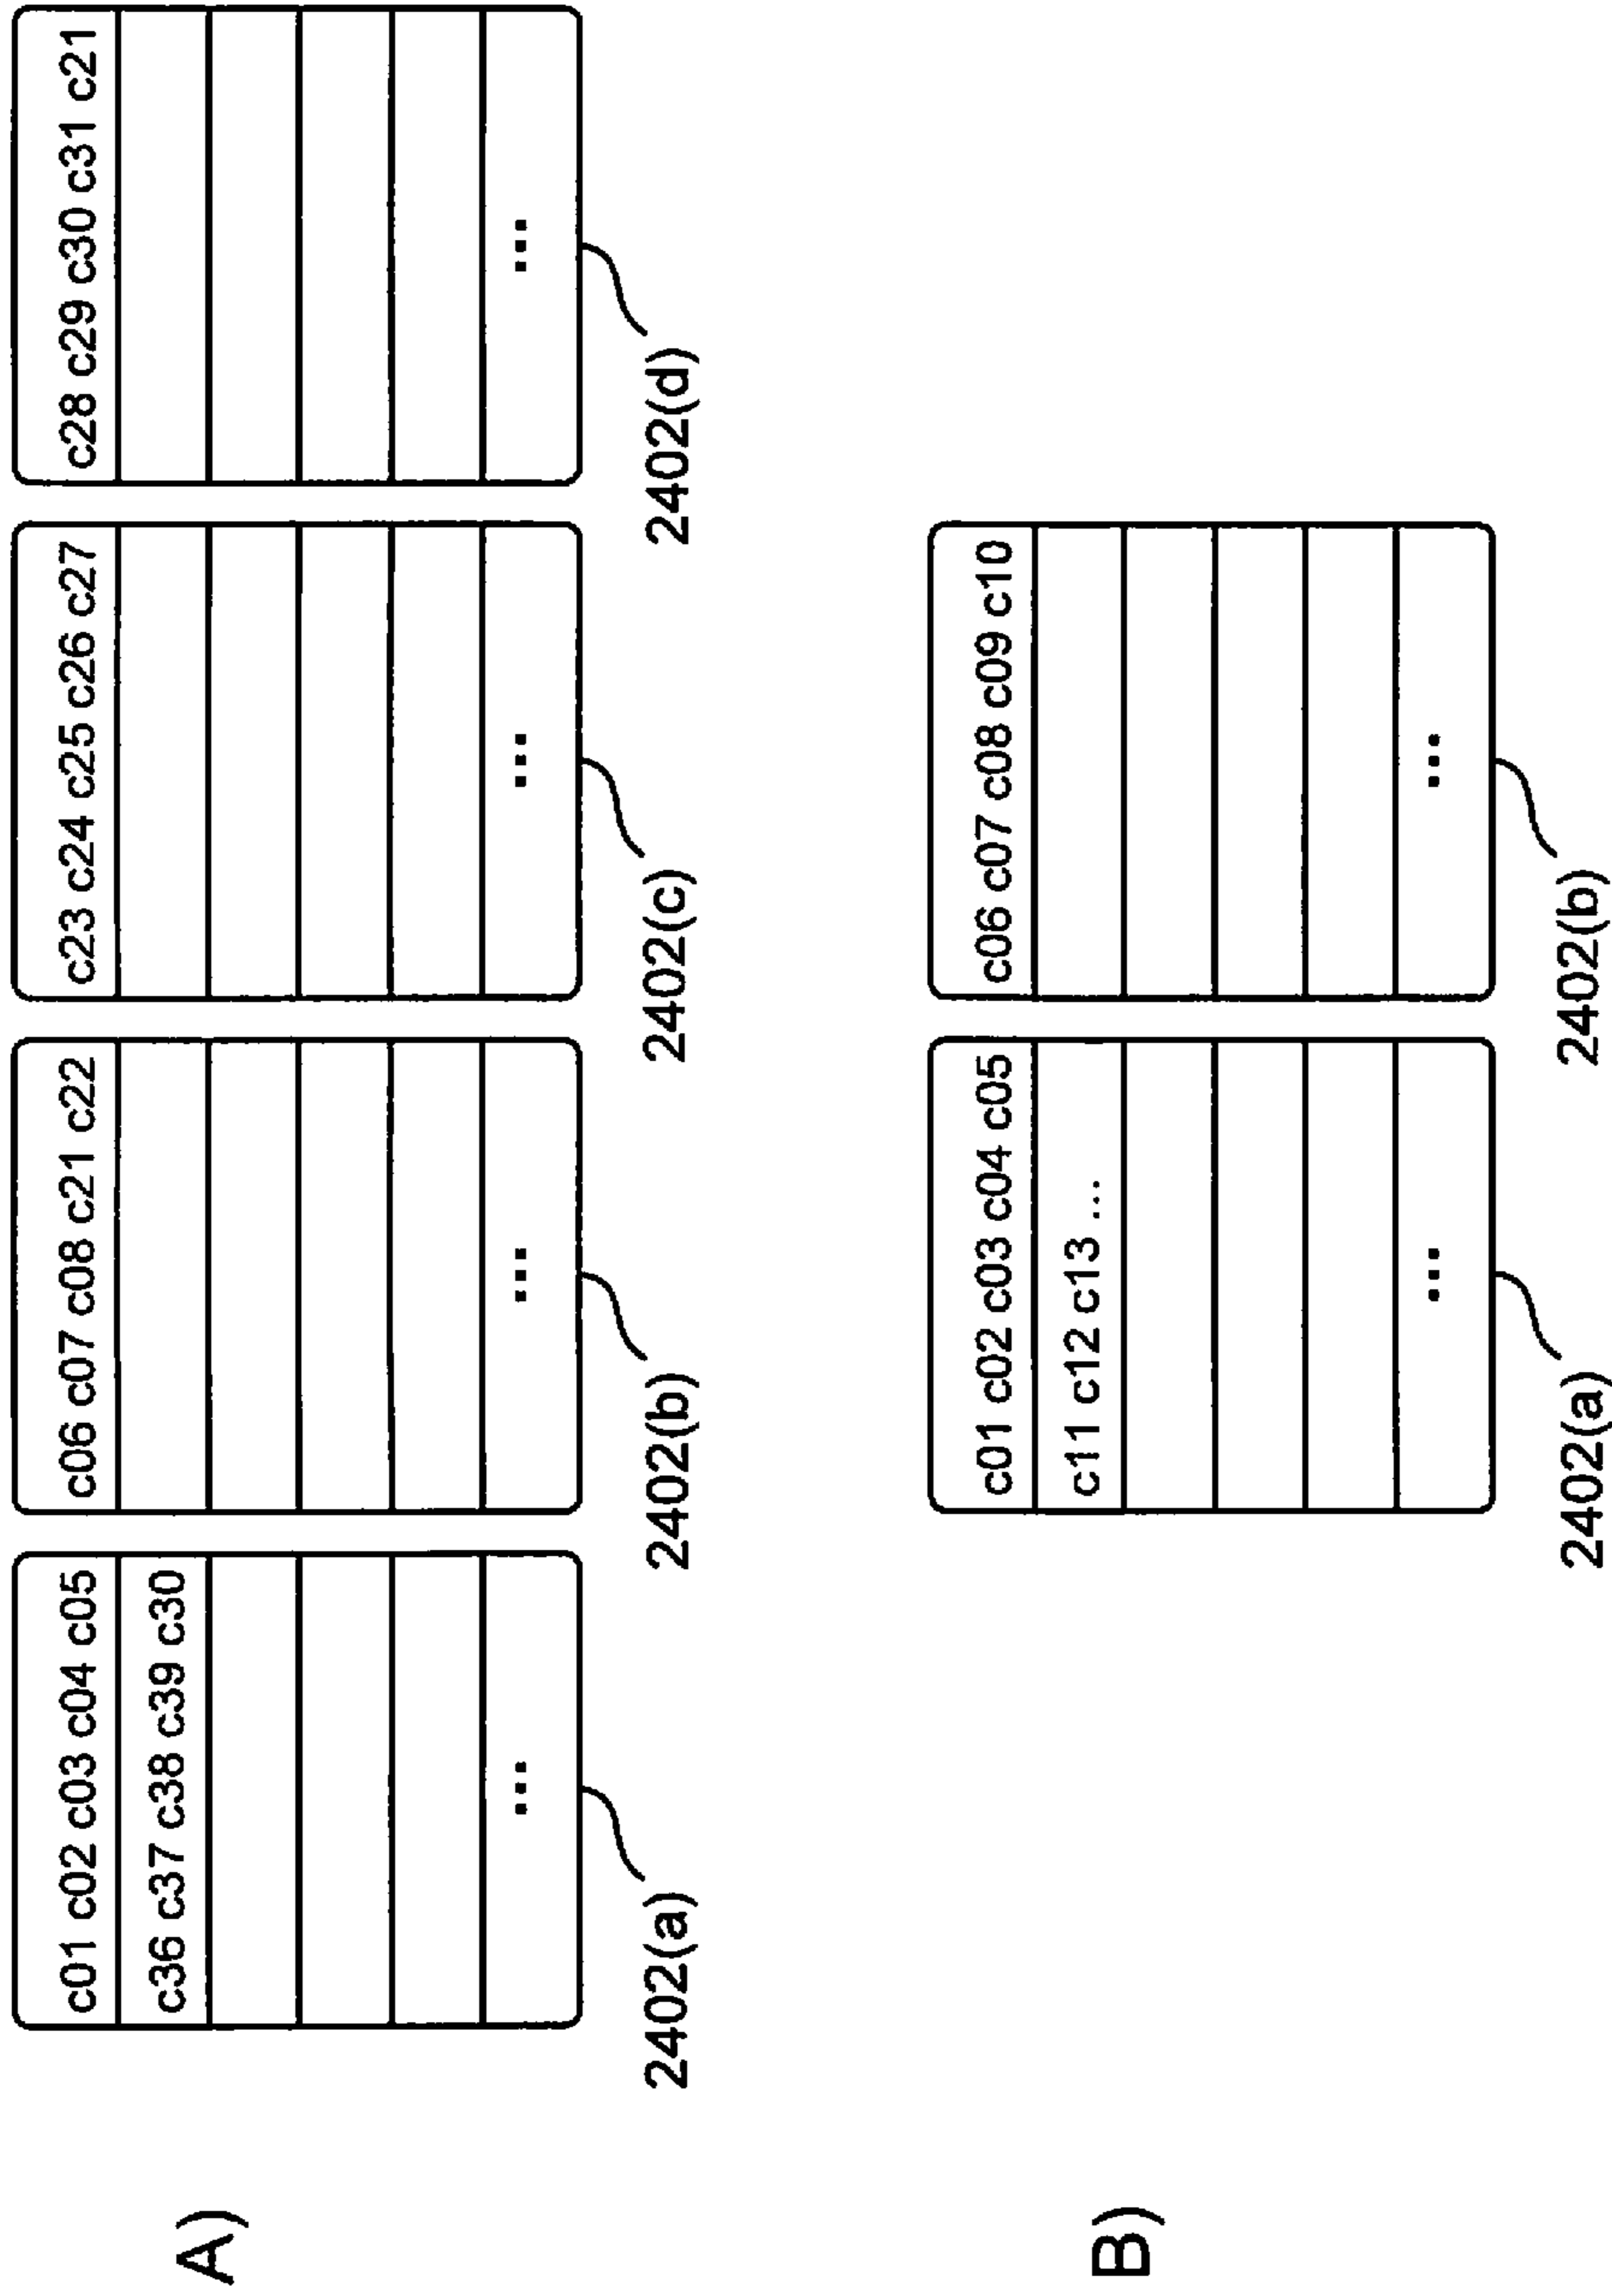 A)
c01 c02 c03 c04 c05
c36 c37 c38 c39 c30
...
2402(a)
c06 c07 c08 c21 c22
...
2402(b)
c23 c24 c25 c26 c27
...
2402(c)
c28 c29 c30 c31 c21
...
2402(d)
B)
c01 c02 c03 c04 c05
c11 c12 c13 ...
...
2402(a)
c06 c07 c08 c09 c10
...
2402(b)